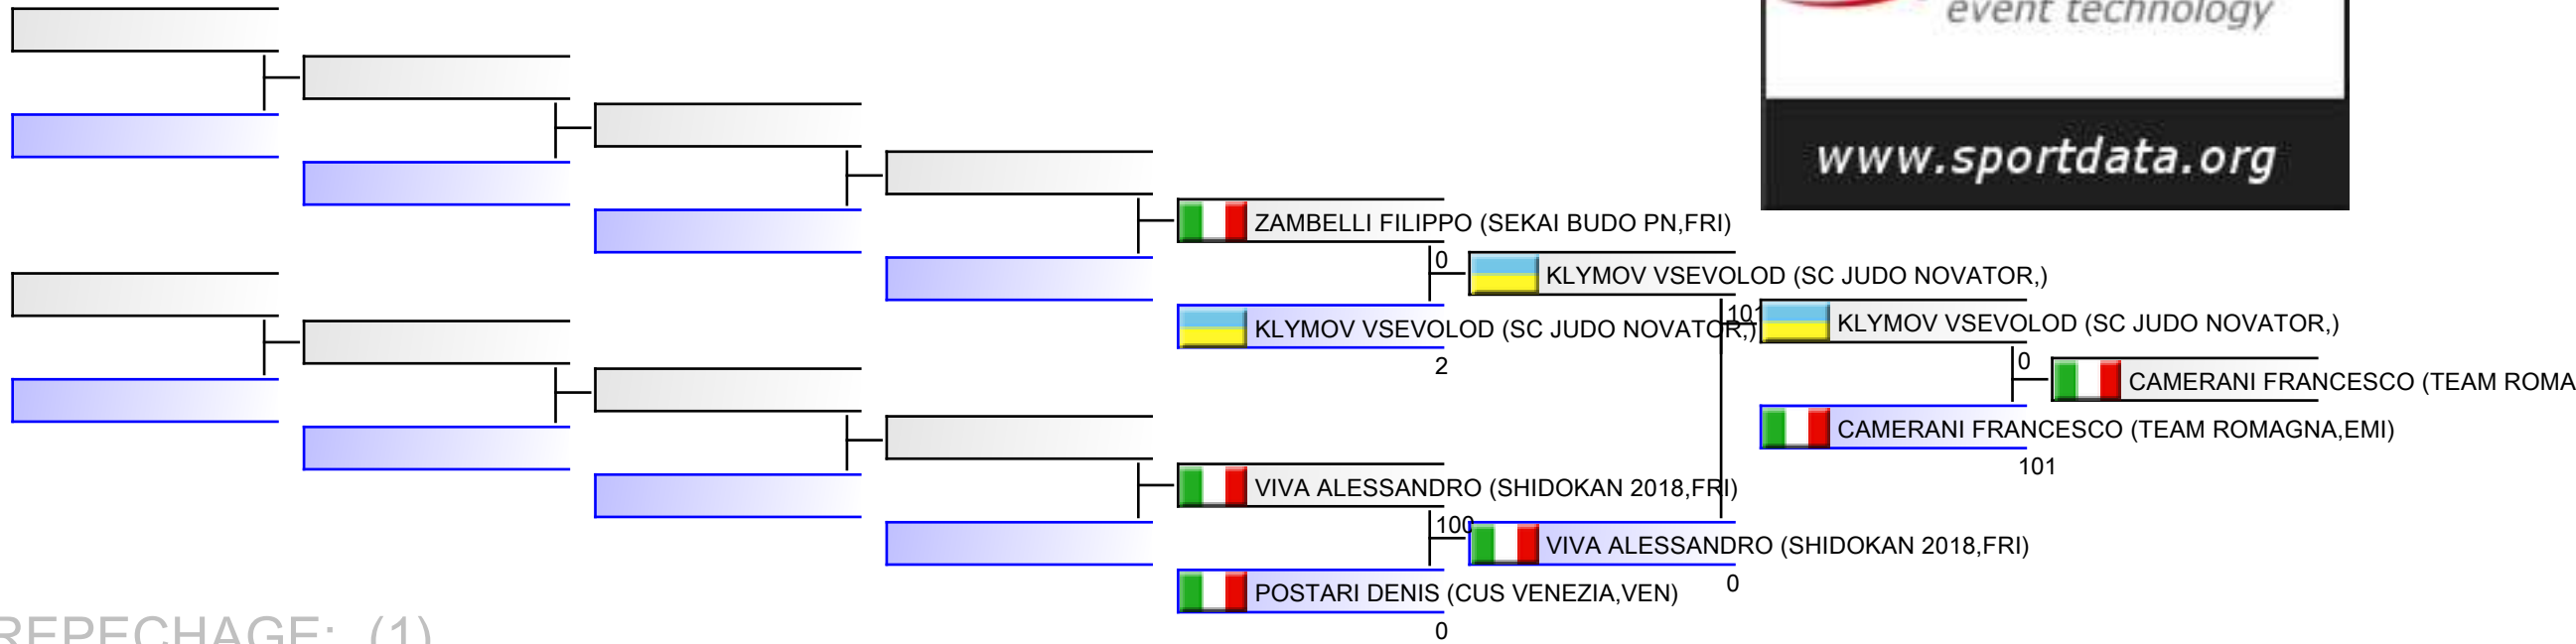 event technology
www.sportdata.org
ZAMBELLI FILIPPO (SEKAI BUDO PN,FRI)
0
KLYMOV VSEVOLOD (SC JUDO NOVATOR,)
KLYMOV VSEVOLOD (SC JUDO NOVATOR,)
2
101
KLYMOV VSEVOLOD (SC JUDO NOVATOR,)
0
CAMERANI FRANCESCO (TEAM ROMA
CAMERANI FRANCESCO (TEAM ROMAGNA,EMI)
101
VIVA ALESSANDRO (SHIDOKAN 2018,FRI)
100
VIVA ALESSANDRO (SHIDOKAN 2018,FRI)
0
POSTARI DENIS (CUS VENEZIA,VEN)
0
REPECHAGE: (1)